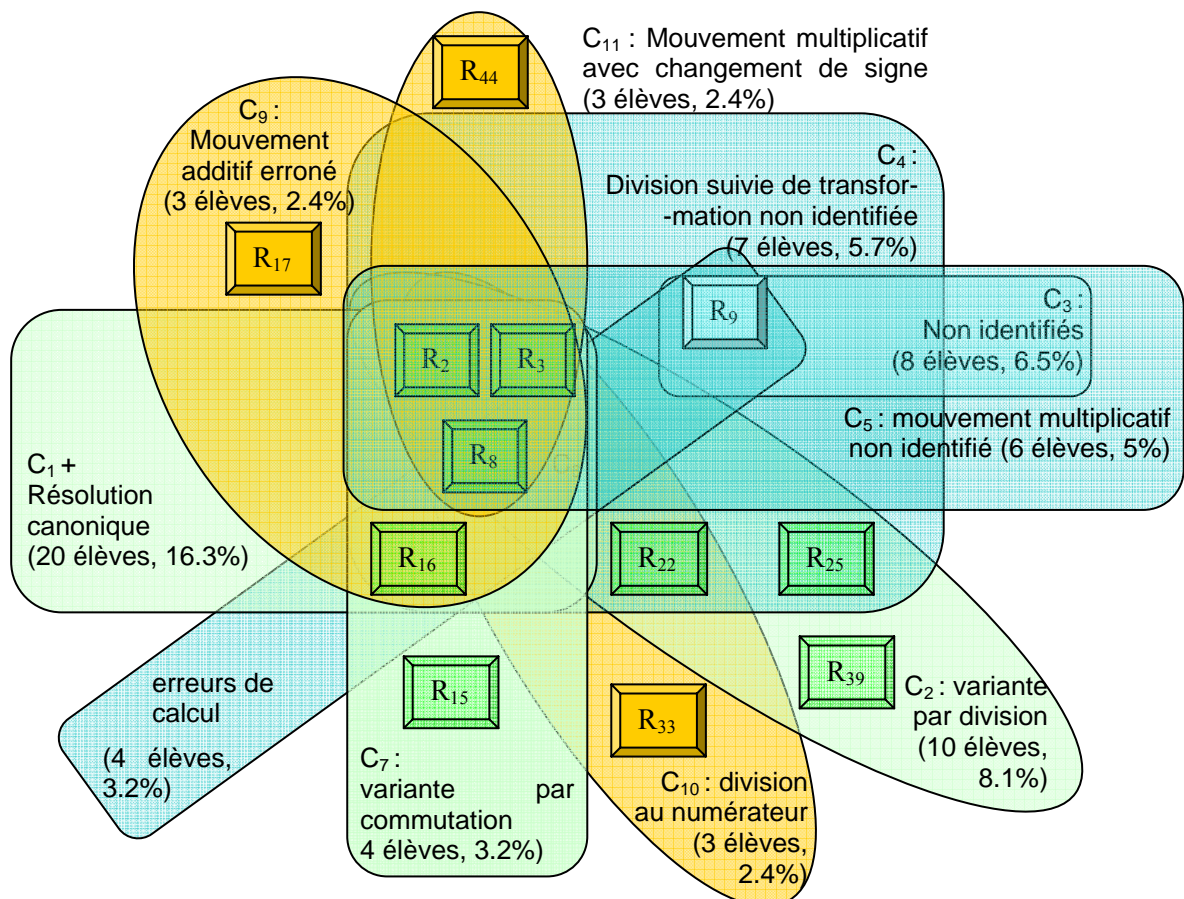 C11 : Mouvement multiplicatif
avec changement de signe
(3 élèves, 2.4%)
R44
C9 :
Mouvement
additif erroné
(3 élèves, 2.4%)
R17
C4 :
Division suivie de transfor-
-mation non identifiée
(7 élèves, 5.7%)
R9
C3 :
Non identifiés
(8 élèves, 6.5%)
R2
R3
R8
C5 : mouvement multiplicatif
non identifié (6 élèves, 5%)
C1 +
Résolution
canonique
(20 élèves, 16.3%)
R16
R22
R25
erreurs de
calcul
(4 élèves,
3.2%)
R15
R33
R39
C2 : variante
par division
(10 élèves,
8.1%)
C7 :
variante par
commutation
4 élèves, 3.2%)
C10 : division
au numérateur
(3 élèves,
2.4%)